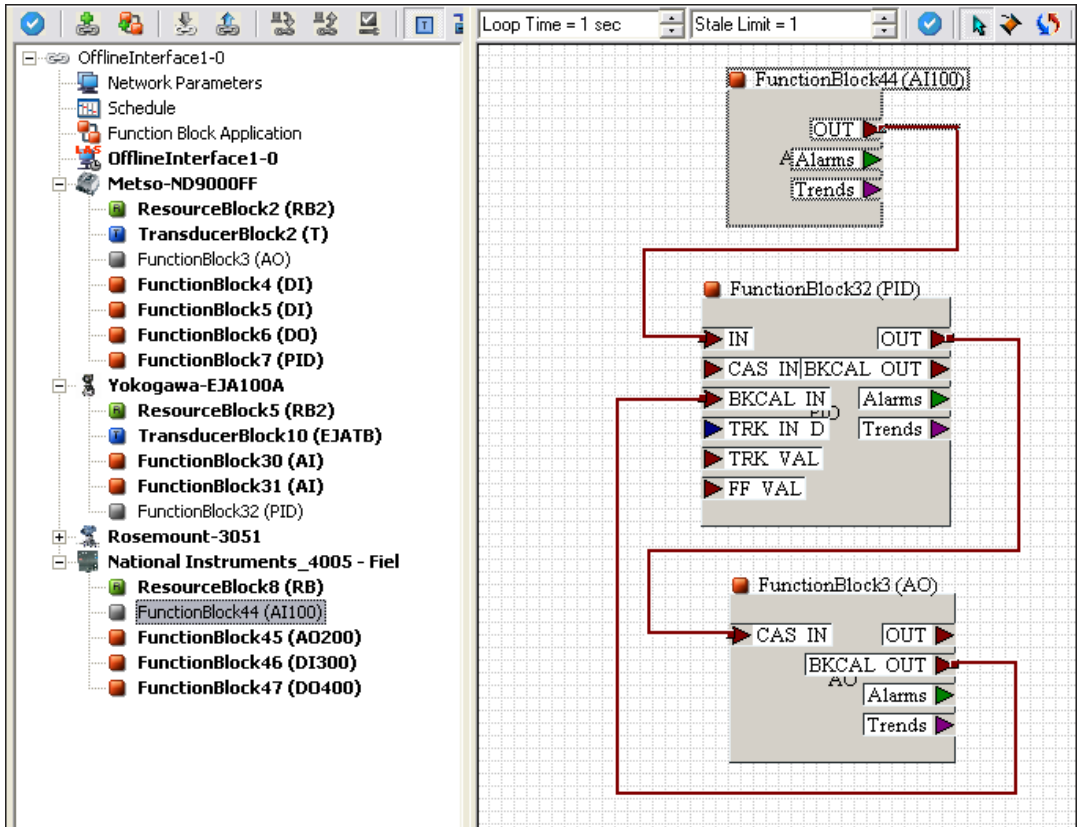 Loop Time = 1 sec
Stale Limit = 1
OfflineInterface1-0
Network Parameters
Schedule
Function Block Application
LAS
OfflineInterface1-0
Metso-ND9000FF
ResourceBlock2 (RB2)
TransducerBlock2 (T)
FunctionBlock3 (AO)
FunctionBlock4 (DI)
FunctionBlock5 (DI)
FunctionBlock6 (DO)
FunctionBlock7 (PID)
Yokogawa-EJA100A
ResourceBlock5 (RB2)
TransducerBlock10 (EJATB)
FunctionBlock30 (AI)
FunctionBlock31 (AI)
FunctionBlock32 (PID)
Rosemount-3051
National Instruments_4005 - Fiel
ResourceBlock8 (RB)
FunctionBlock44 (AI100)
FunctionBlock45 (AO200)
FunctionBlock46 (DI300)
FunctionBlock47 (DO400)
FunctionBlock44 (AI100)
OUT
Alarms
Trends
FunctionBlock32 (PID)
IN OUT
CAS IN BKCAL OUT
BKCAL IN Alarms
PID
TRK IN D Trends
TRK VAL
FF VAL
FunctionBlock3 (AO)
CAS IN OUT
BKCAL OUT
AO
Alarms
Trends